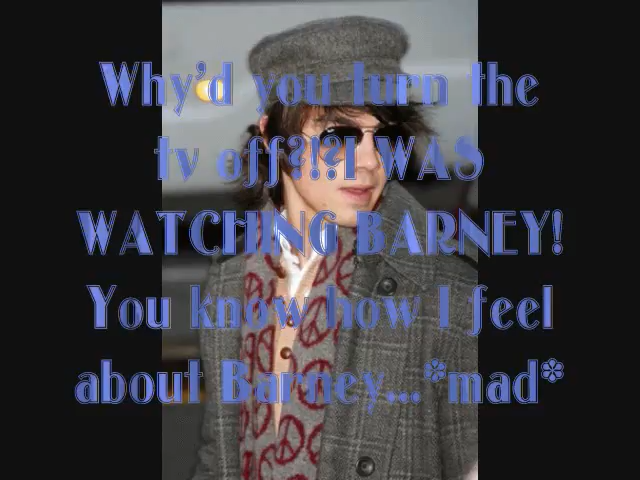 Why'd you turn the
tv off?!?I WAS
WATCHING BARNEY!
You know how I feel
about Barney...*mad*